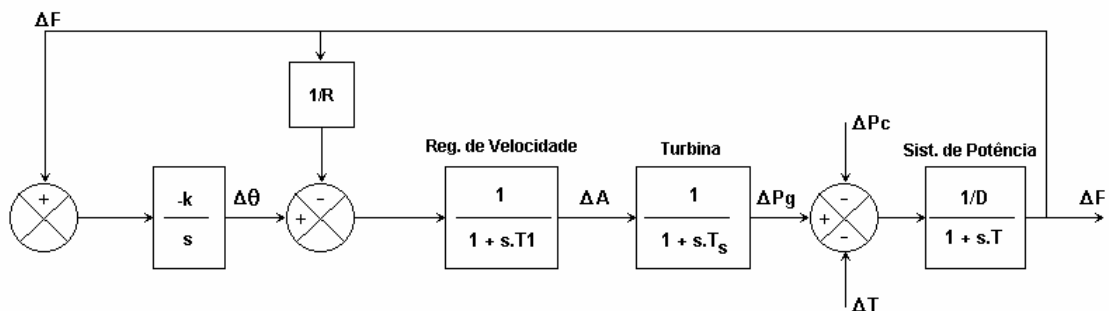 ΔF
1/R
ΔPc
Reg. de Velocidade
Turbina
Sist. de Potência
+
-k
s
Δθ
-
+
1
1 + s.T1
ΔA
1
1 + s.Ts
ΔPg
-
+
-
1/D
1 + s.T
ΔF
ΔT